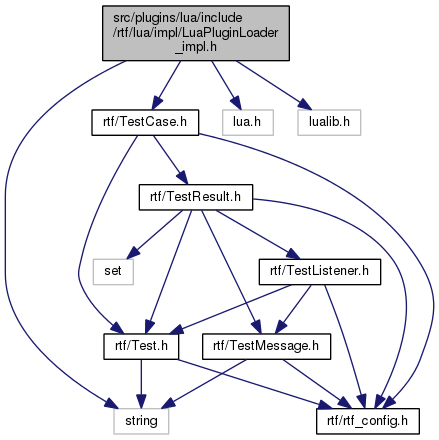 src/plugins/lua/include
/rtf/lua/impl/LuaPluginLoader
_impl.h
rtf/TestCase.h
lua.h
lualib.h
rtf/TestResult.h
set
rtf/TestListener.h
rtf/Test.h
rtf/TestMessage.h
string
rtf/rtf_config.h